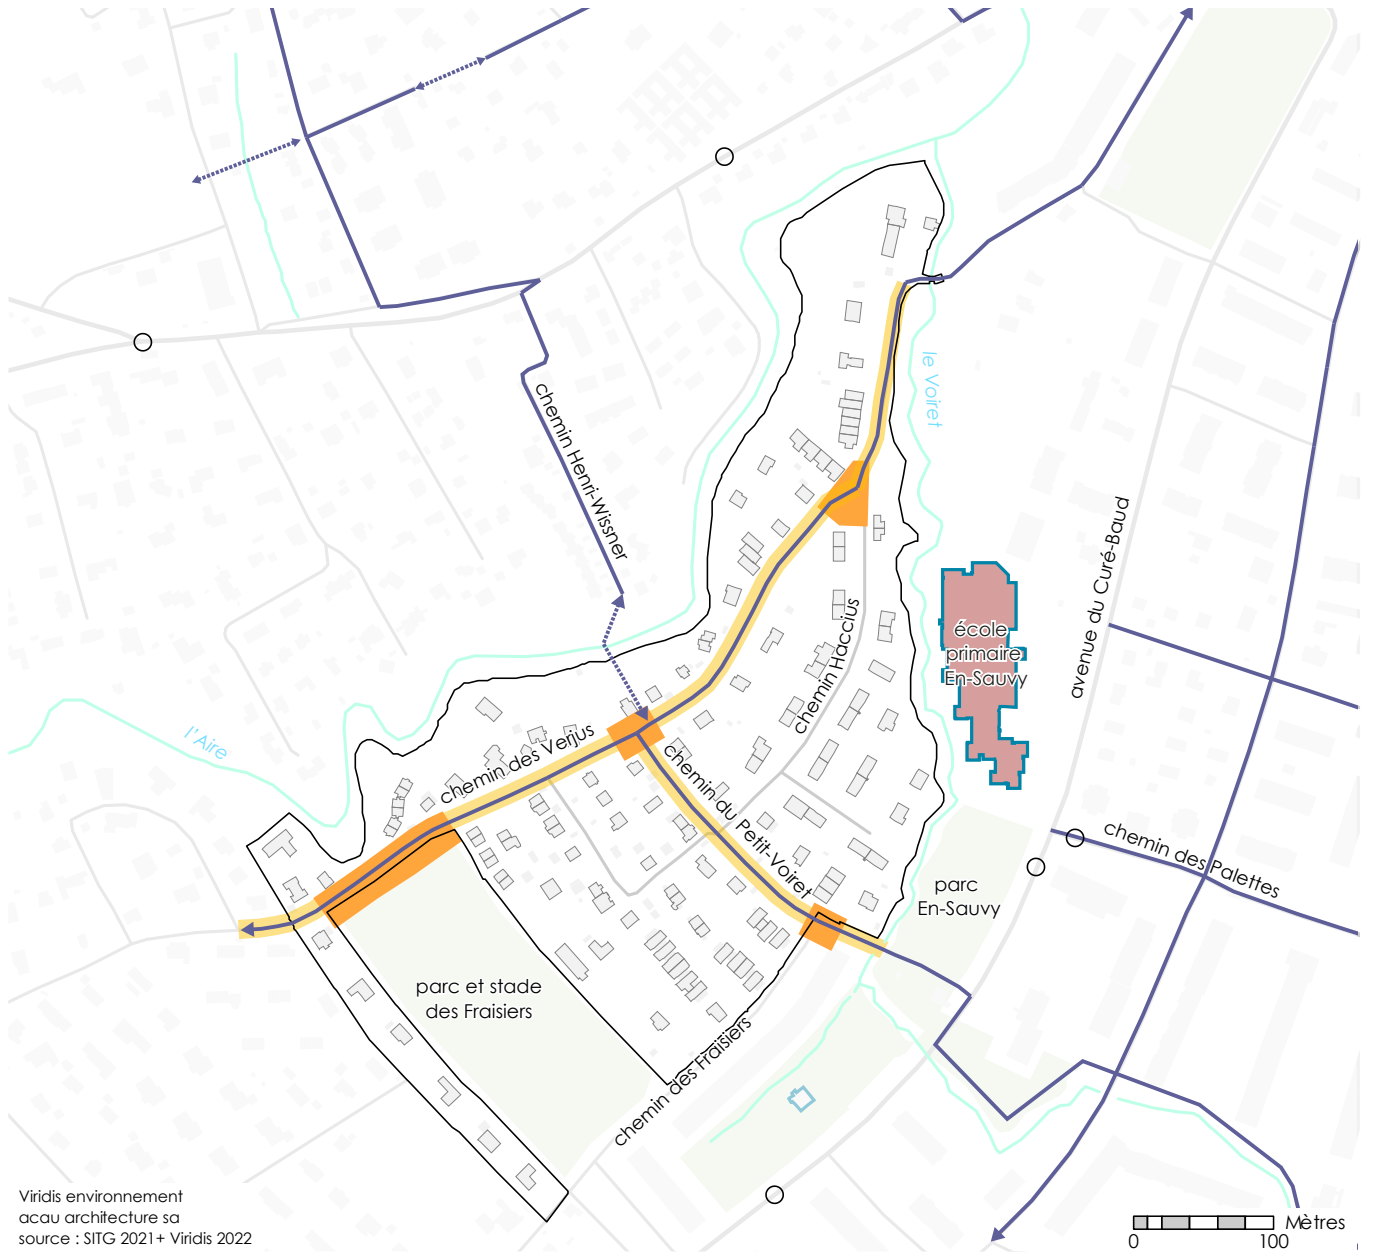 chemin Henri-Wissner
le Voiret
avenue du Curé-Baud
école
primaire
En-Sauvy
chemin Haccius
l'Aire
chemin des Verjus
chemin du Petit-Voiret
chemin des Palettes
parc
En-Sauvy
parc et stade
des Fraisiers
chemin des Fraisiers
Viridis environnement
acau architecture sa
source : SITG 2021+ Viridis 2022
Mètres
0 100